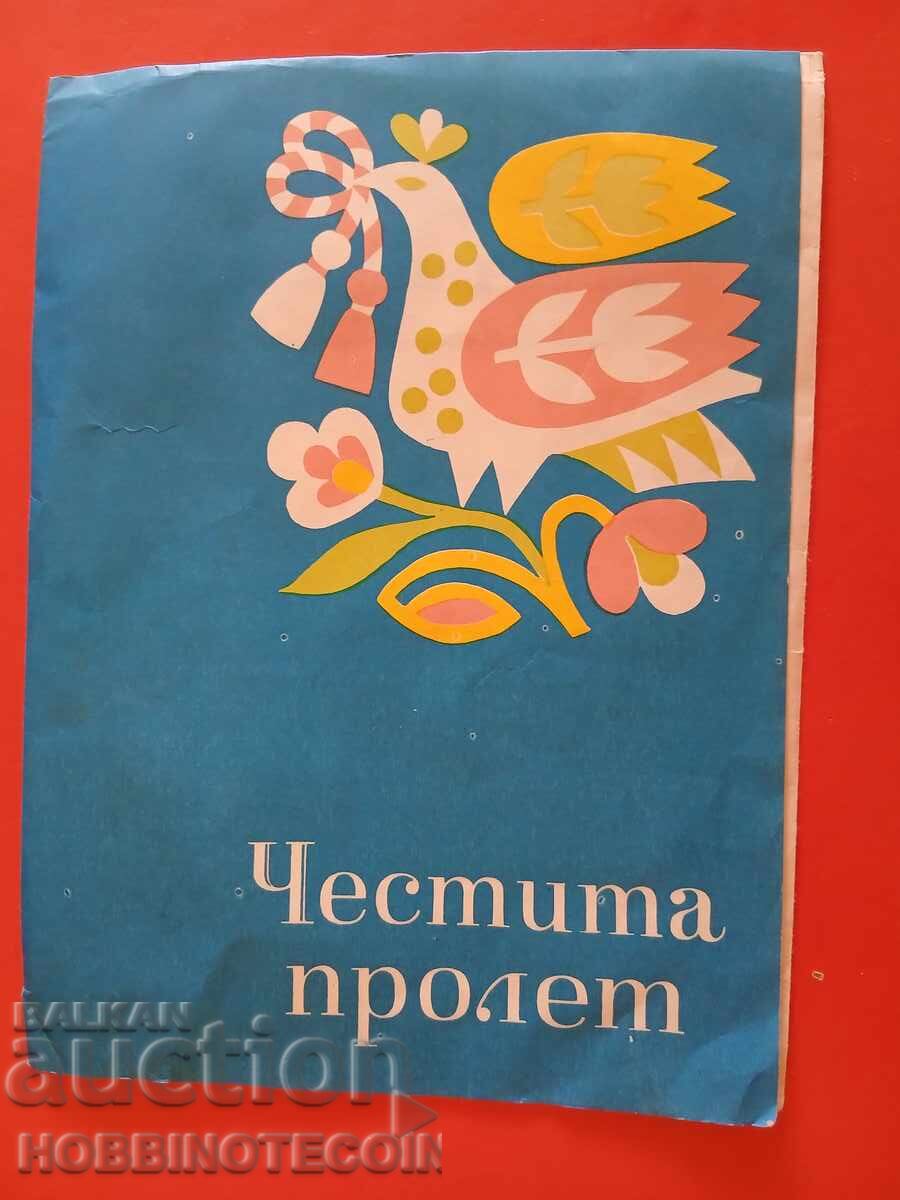 Честита
пролет
BALKAN
auction
HOBBINOTECOIN